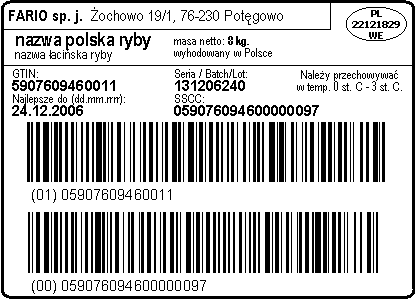 FARIO sp. j. Żochowo 19/1, 76-230 Potęgowo
PL
22121829
WE
nazwa polska ryby
nazwa łacińska ryby
masa netto: 8 kg.
wyhodowany w Polsce
GTIN:
5907609460011
Seria / Batch/Lot:
131206240
Należy przechowywać
w temp. 0 st. C - 3 st. C.
Najlepsze do (dd.mm.rrrr):
24.12.2006
SSCC:
059076094600000097
(01) 05907609460011
(00) 059076094600000097